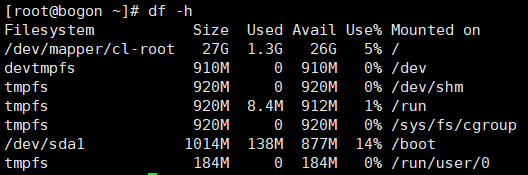 [root@bogon ~]# df -h
Filesystem Size Used Avail Use% Mounted on
/dev/mapper/cl-root 27G 1.3G 26G 5% /
devtmpfs 910M 0 910M 0% /dev
tmpfs 920M 0 920M 0% /dev/shm
tmpfs 920M 8.4M 912M 1% /run
tmpfs 920M 0 920M 0% /sys/fs/cgroup
/dev/sda1 1014M 138M 877M 14% /boot
tmpfs 184M 0 184M 0% /run/user/0